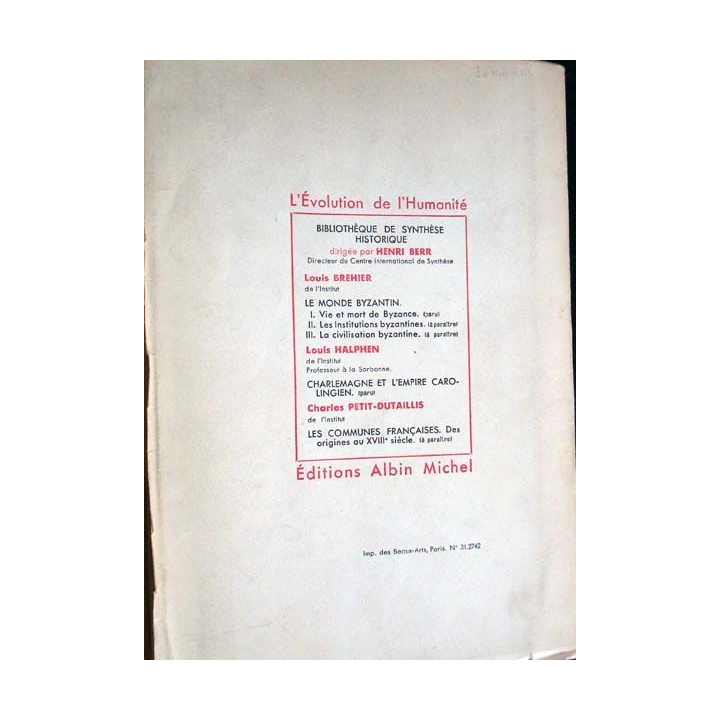 L'Évolution de l'Humanité
BIBLIOTHÈQUE DE SYNTHÈSE
HISTORIQUE
dirigée par HENRI BERR
Directeur du Centre international de Synthèse
Louis BREHIER
de l'Institut
LE MONDE BYZANTIN.
I. Vie et mort de Byzance. (paru)
II. Les Institutions byzantines. (à paraître)
III. La civilisation byzantine. (à paraître)
Louis HALPHEN
de l'Institut
Professeur à la Sorbonne.
CHARLEMAGNE ET L'EMPIRE CARO-
LINGIEN. (paru)
Charles PETIT-DUTAILLIS
de l'Institut
LES COMMUNES FRANÇAISES. Des
origines au XVIIIe siècle. (à paraître)
Éditions Albin Michel
Imp. des Beaux-Arts, Paris. N° 31.2742